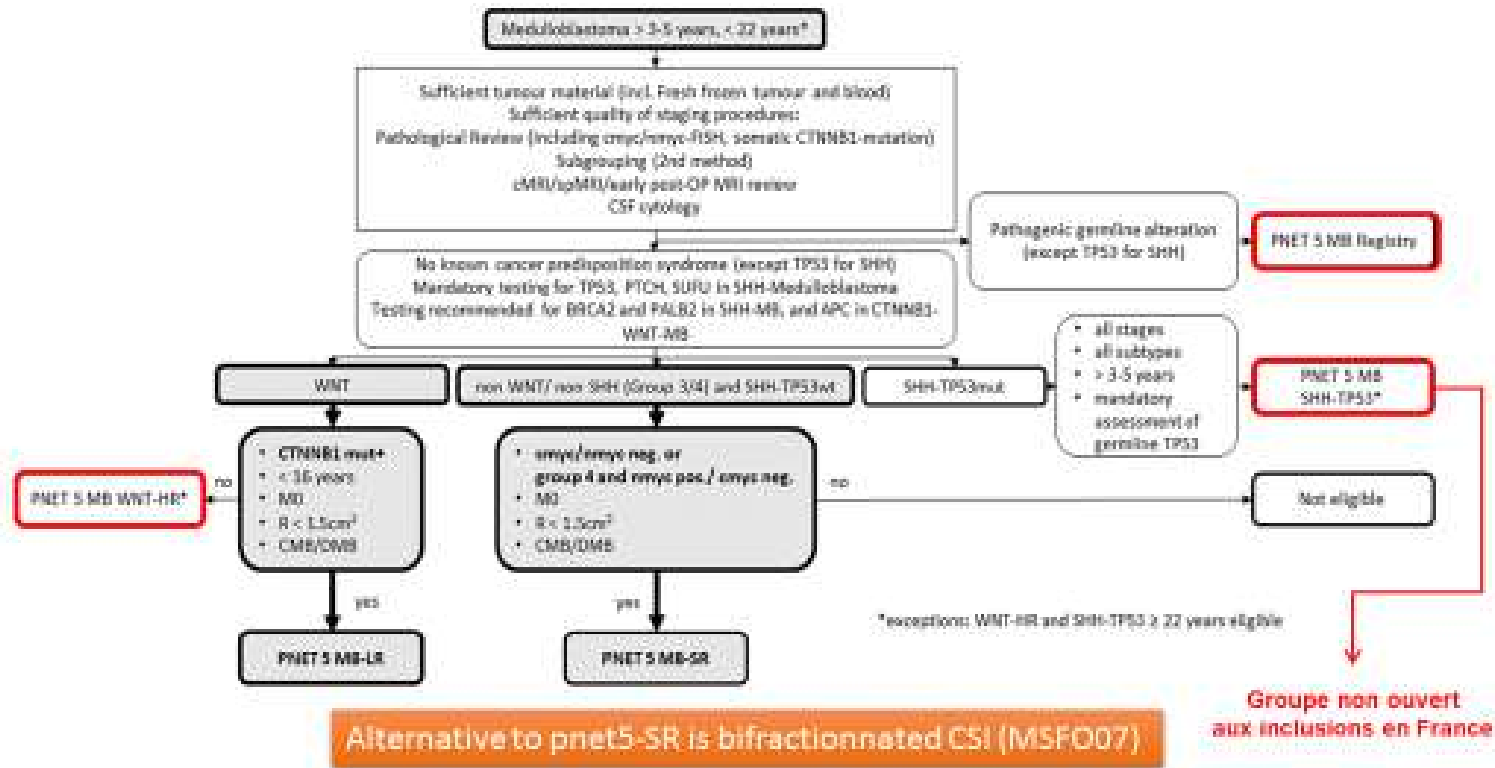 Medulloblastoma > 3-5 years, < 22 years*
Sufficient tumour material (incl. Fresh frozen tumour and blood)
Sufficient quality of staging procedures:
Pathological Review (including cmyc/nmyc-FISH, somatic CTNNB1-mutation)
Subgrouping (2nd method)
cMRI/spMRI/early post-OP MRI review
CSF cytology
Pathogenic germline alteration
(except TP53 for SHH)
PNET 5 MB Registry
No known cancer predisposition syndrome (except TP53 for SHH)
Mandatory testing for TP53, PTCH, SUFU in SHH-Medulloblastoma
Testing recommended for BRCA2 and PALB2 in SHH-MB, and APC in CTNNB1-
WNT-MB
WNT
non WNT/ non SHH (Group 3/4) and SHH-TP53wt
SHH-TP53mut
• all stages
• all subtypes
• > 3-5 years
• mandatory
assessment of
germline TP53
PNET 5 MB
SHH-TP53*
• CTNNB1 mut+
• < 16 years
• M0
• R < 1.5cm²
• CMB/DMB
no
PNET 5 MB WNT-HR*
• cmyc/nmyc neg. or
group 4 and nmyc pos./ cmyc neg.
• M0
• R < 1.5cm²
• CMB/DMB
no
Not eligible
yes
yes
PNET 5 MB-LR
PNET 5 MB-SR
*exceptions: WNT-HR and SHH-TP53 ≥ 22 years eligible
Groupe non ouvert
aux inclusions en France
Alternative to pnet5-SR is bifractionnated CSI (MSFO07)